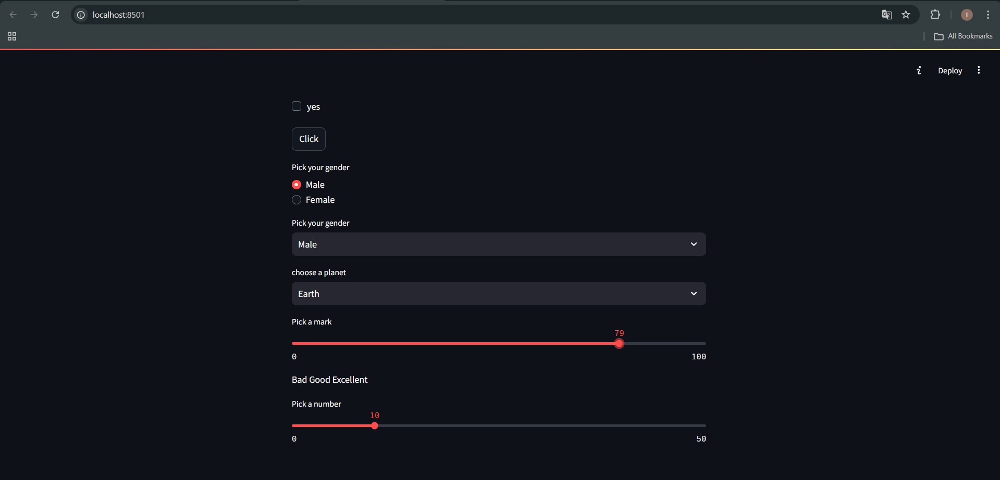 localhost:8501
All Bookmarks
I
Deploy
yes
Click
Pick your gender
Male
Female
Pick your gender
Male
choose a planet
Earth
Pick a mark
79
0 100
Bad Good Excellent
Pick a number
10
0 50